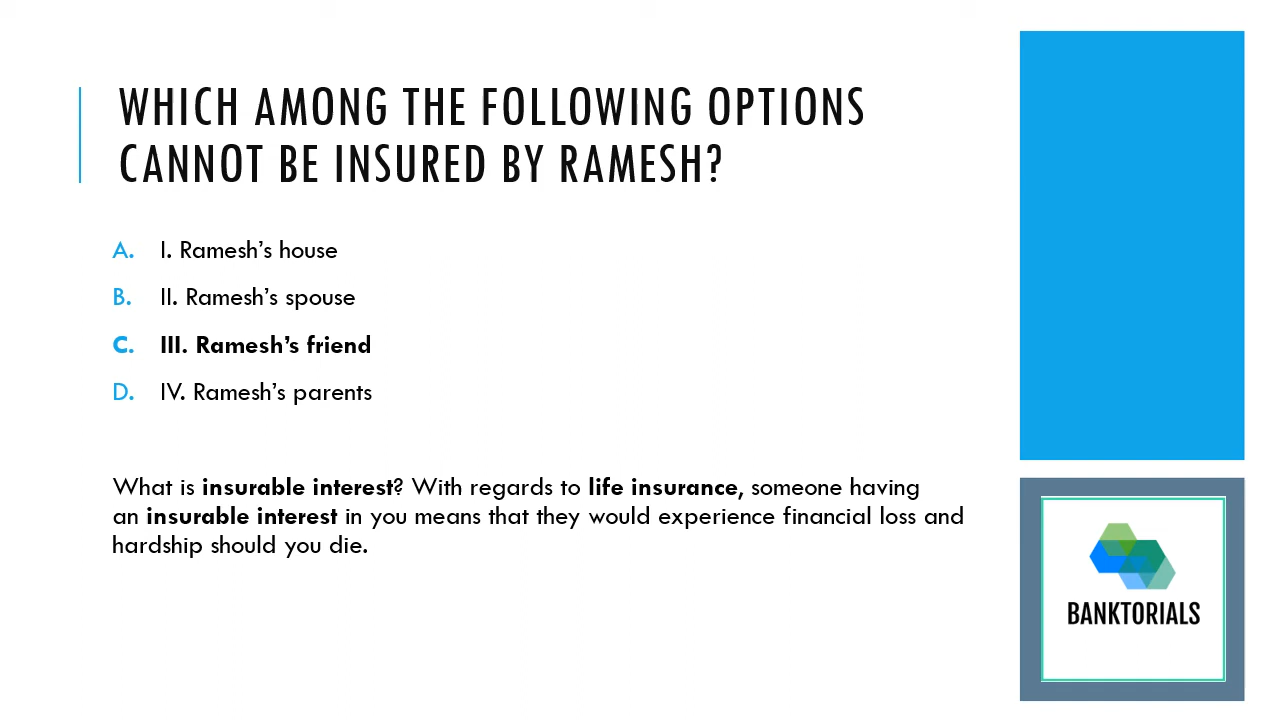 WHICH AMONG THE FOLLOWING OPTIONS
CANNOT BE INSURED BY RAMESH?
A. I. Ramesh’s house
B. II. Ramesh’s spouse
C. III. Ramesh’s friend
D. IV. Ramesh’s parents
What is insurable interest? With regards to life insurance, someone having
an insurable interest in you means that they would experience financial loss and
hardship should you die.
BANKTORIALS